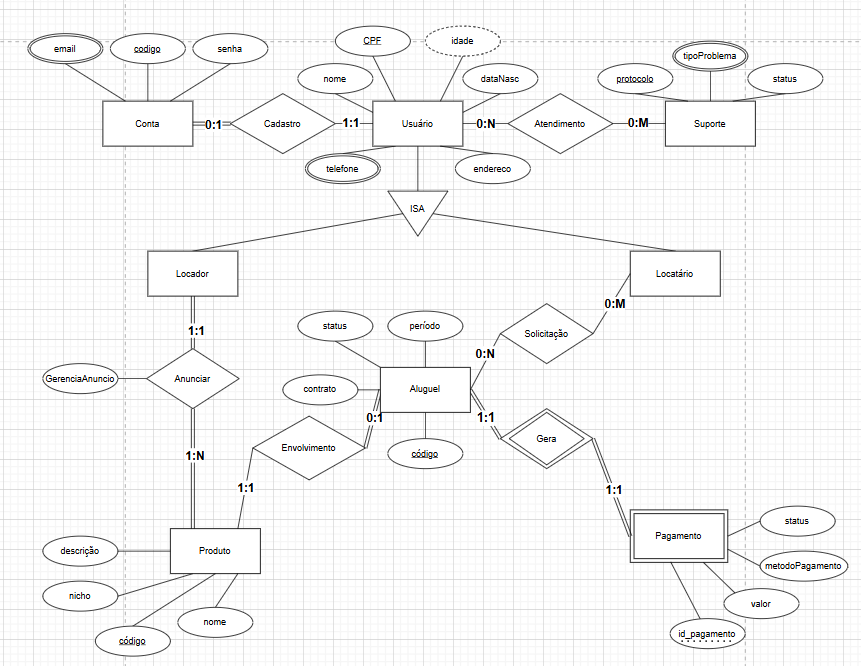 CPF
idade
email
codigo
senha
tipoProblema
nome
dataNasc
protocolo
status
Conta
0:1
Cadastro
1:1
Usuário
0:N
Atendimento
0:M
Suporte
telefone
endereco
ISA
Locador
Locatário
0:M
1:1
status
período
Solicitação
0:N
GerenciaAnuncio
Anunciar
contrato
Aluguel
0:1
1:1
Gera
Envolvimento
código
1:N
1:1
1:1
status
Pagamento
descrição
Produto
metodoPagamento
nicho
valor
nome
id_pagamento
código